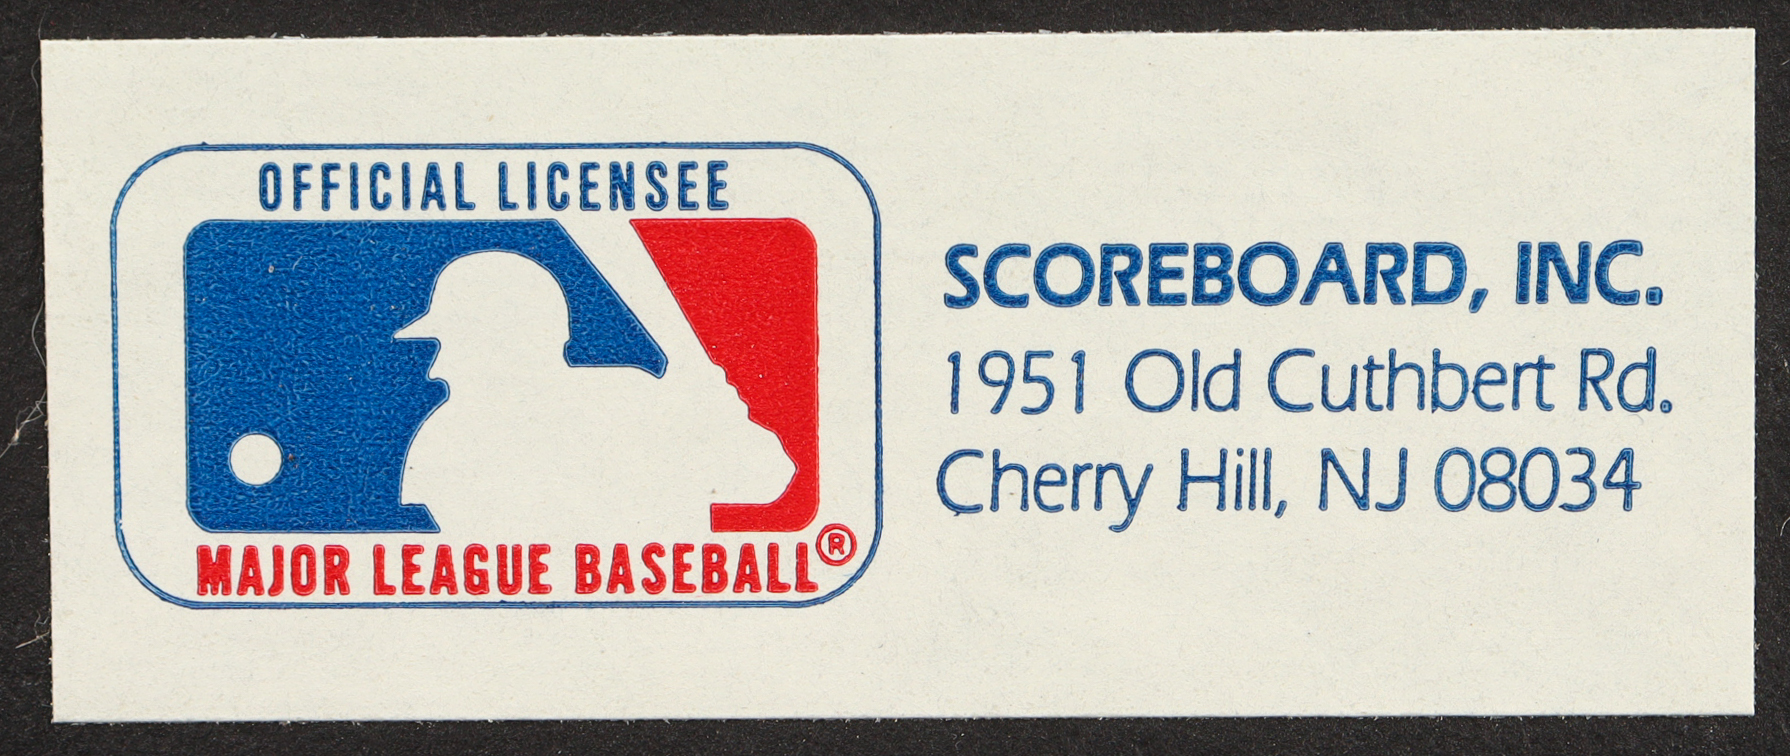 OFFICIAL LICENSEE
MAJOR LEAGUE BASEBALL®
SCOREBOARD, INC.
1951 Old Cuthbert Rd.
Cherry Hill, NJ 08034